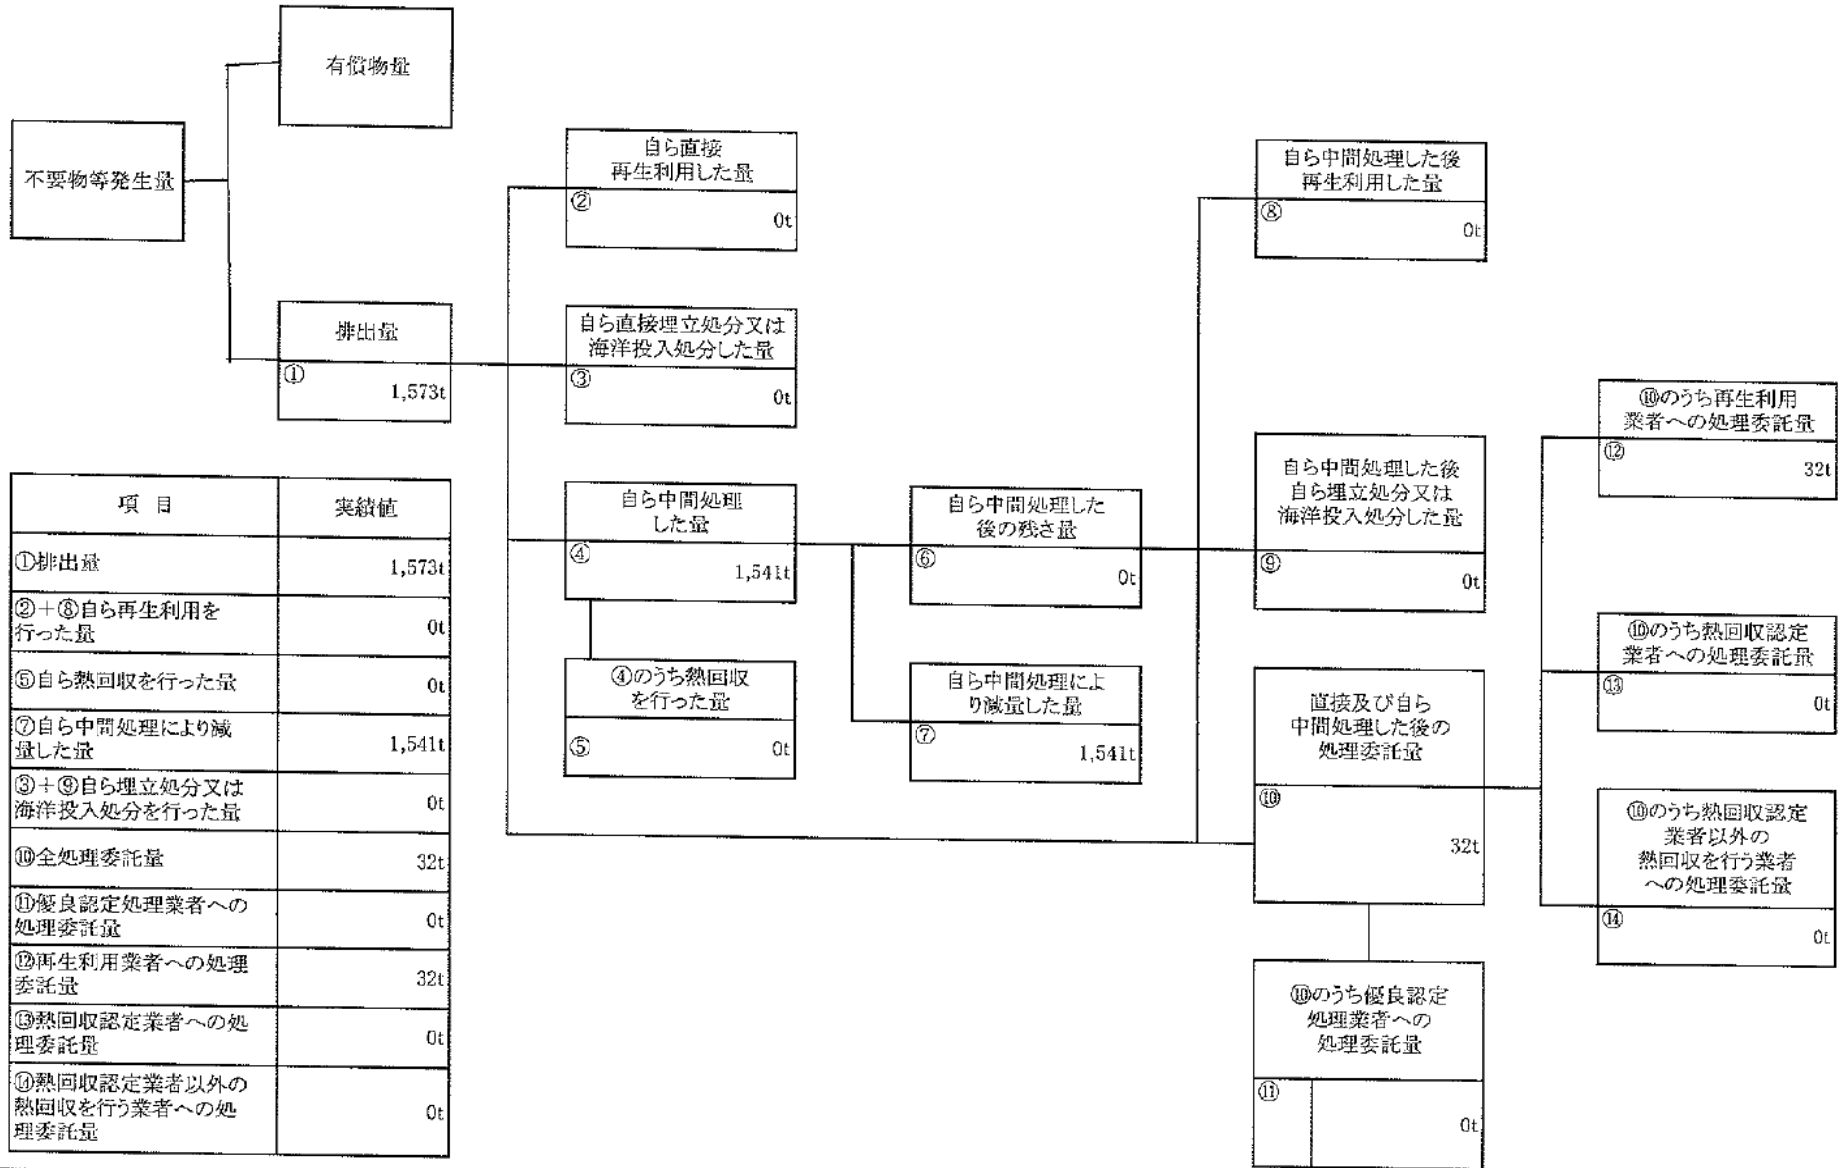 有償物量
不要物等発生量
排出量
①
1,573t
自ら直接
再生利用した量
②
0t
自ら直接埋立処分又は
海洋投入処分した量
③
0t
自ら中間処理
した量
④
1,541t
④のうち熱回収
を行った量
⑤
0t
自ら中間処理した
後の残さ量
⑥
0t
自ら中間処理によ
り減量した量
⑦
1,541t
自ら中間処理した後
再生利用した量
⑧
0t
自ら中間処理した後
自ら埋立処分又は
海洋投入処分した量
⑨
0t
直接及び自ら
中間処理した後の
処理委託量
⑩
32t
⑩のうち優良認定
処理業者への
処理委託量
⑪
0t
⑩のうち再生利用
業者への処理委託量
⑫
32t
⑩のうち熱回収認定
業者への処理委託量
⑬
0t
⑩のうち熱回収認定
業者以外の
熱回収を行う業者
への処理委託量
⑭
0t
項 目 実績値
①排出量 1,573t
②＋⑧自ら再生利用を
行った量 0t
⑤自ら熱回収を行った量 0t
⑦自ら中間処理により減
量した量 1,541t
③＋⑨自ら埋立処分又は
海洋投入処分を行った量 0t
⑩全処理委託量 32t
⑪優良認定処理業者への
処理委託量 0t
⑫再生利用業者への処理
委託量 32t
⑬熱回収認定業者への処
理委託量 0t
⑭熱回収認定業者以外の
熱回収を行う業者への処
理委託量 0t